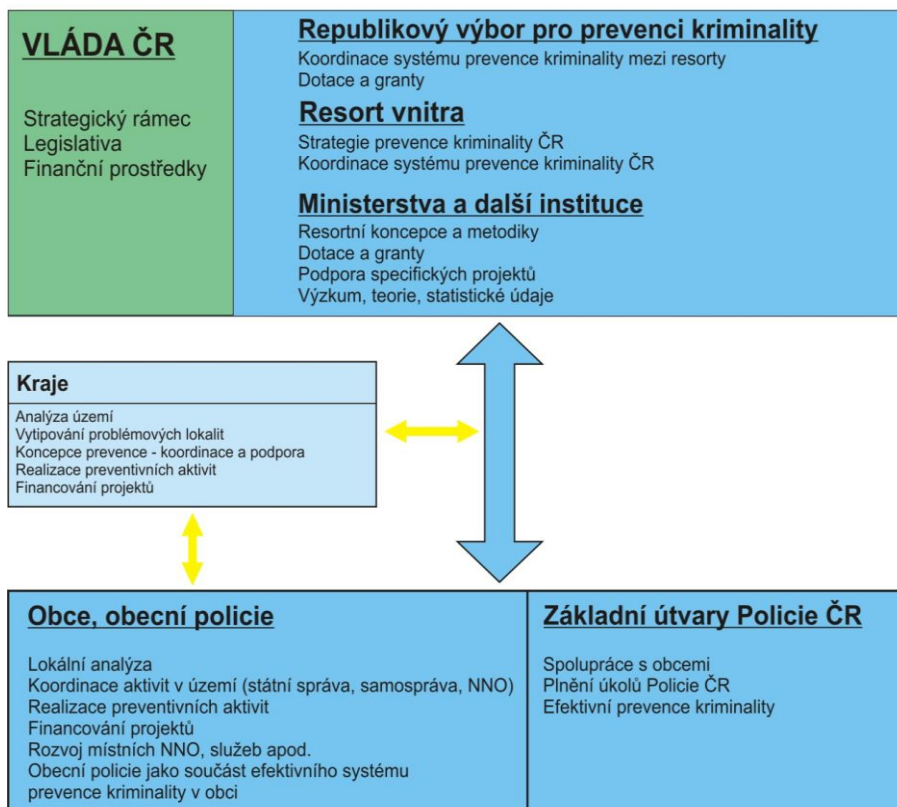 VLÁDA ČR
Strategický rámec
Legislativa
Finanční prostředky
Republikový výbor pro prevenci kriminality
Koordinace systému prevence kriminality mezi resorty
Dotace a granty
Resort vnitra
Strategie prevence kriminality ČR
Koordinace systému prevence kriminality ČR
Ministerstva a další instituce
Resortní koncepce a metodiky
Dotace a granty
Podpora specifických projektů
Výzkum, teorie, statistické údaje
Kraje
Analýza území
Vytipování problémových lokalit
Koncepce prevence - koordinace a podpora
Realizace preventivních aktivit
Financování projektů
Obce, obecní policie
Lokální analýza
Koordinace aktivit v území (státní správa, samospráva, NNO)
Realizace preventivních aktivit
Financování projektů
Rozvoj místních NNO, služeb apod.
Obecní policie jako součást efektivního systému
prevence kriminality v obci
Základní útvary Policie ČR
Spolupráce s obcemi
Plnění úkolů Policie ČR
Efektivní prevence kriminality